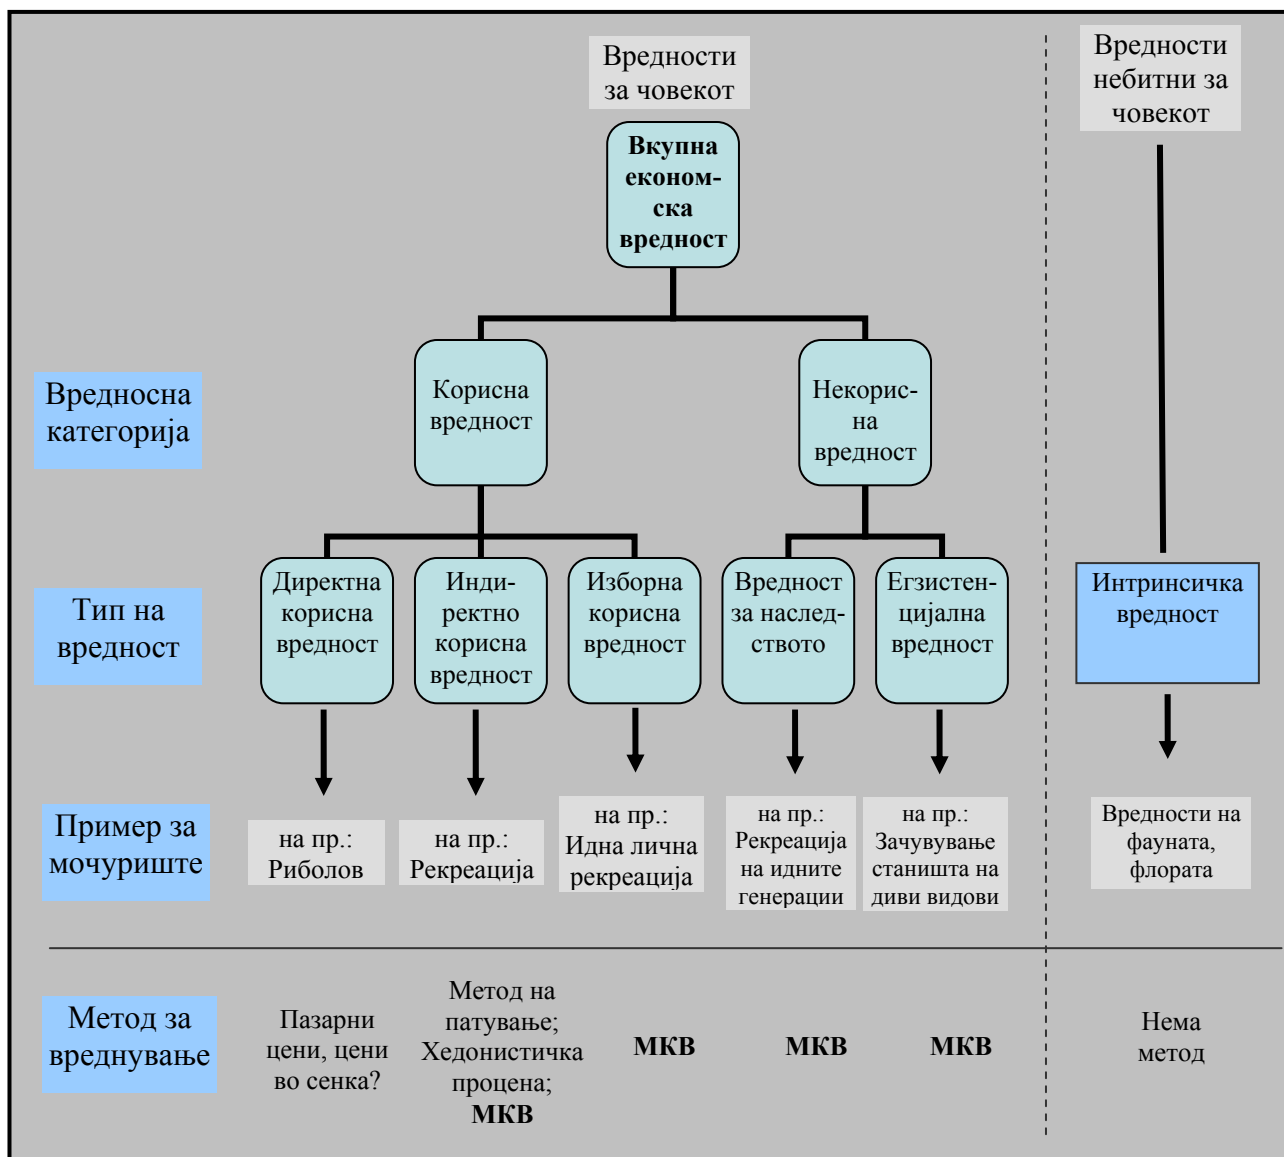 Вредности
за човекот
Вредности
небитни за
човекот
Вкупна
економ-
ска
вредност
Вредносна
категорија
Корисна
вредност
Некорис-
на
вредност
Тип на
вредност
Директна
корисна
вредност
Инди-
ректно
корисна
вредност
Изборна
корисна
вредност
Вредност
за наслед-
ството
Егзистен-
цијална
вредност
Интринсичка
вредност
Пример за
мочуриште
на пр.:
Риболов
на пр.:
Рекреација
на пр.:
Идна лична
рекреација
на пр.:
Рекреација
на идните
генерации
на пр.:
Зачувување
станишта на
диви видови
Вредности на
фауната,
флората
Метод за
вреднување
Пазарни
цени, цени
во сенка?
Метод на
патување;
Хедонистичка
процена;
МКВ
МКВ
МКВ
МКВ
Нема
метод